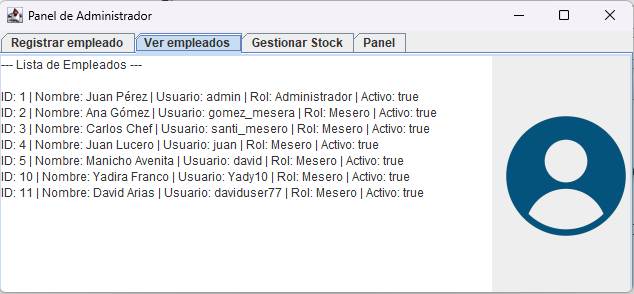 Panel de Administrador
Registrar empleado Ver empleados Gestionar Stock Panel
--- Lista de Empleados ---
ID: 1 | Nombre: Juan Pérez | Usuario: admin | Rol: Administrador | Activo: true
ID: 2 | Nombre: Ana Gómez | Usuario: gomez_mesera | Rol: Mesero | Activo: true
ID: 3 | Nombre: Carlos Chef | Usuario: santi_mesero | Rol: Mesero | Activo: true
ID: 4 | Nombre: Juan Lucero | Usuario: juan | Rol: Mesero | Activo: true
ID: 5 | Nombre: Manicho Avenita | Usuario: david | Rol: Mesero | Activo: true
ID: 10 | Nombre: Yadira Franco | Usuario: Yady10 | Rol: Mesero | Activo: true
ID: 11 | Nombre: David Arias | Usuario: daviduser77 | Rol: Mesero | Activo: true